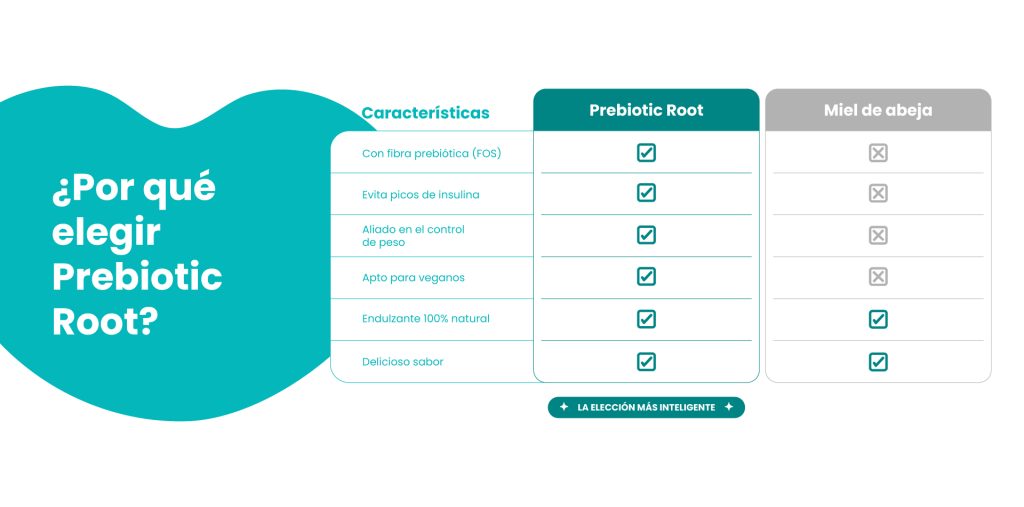 ¿Por qué
elegir
Prebiotic
Root?
Características
Prebiotic Root
Miel de abeja
Con fibra prebiótica (FOS)
Evita picos de insulina
Aliado en el control
de peso
Apto para veganos
Endulzante 100% natural
Delicioso sabor
LA ELECCIÓN MÁS INTELIGENTE